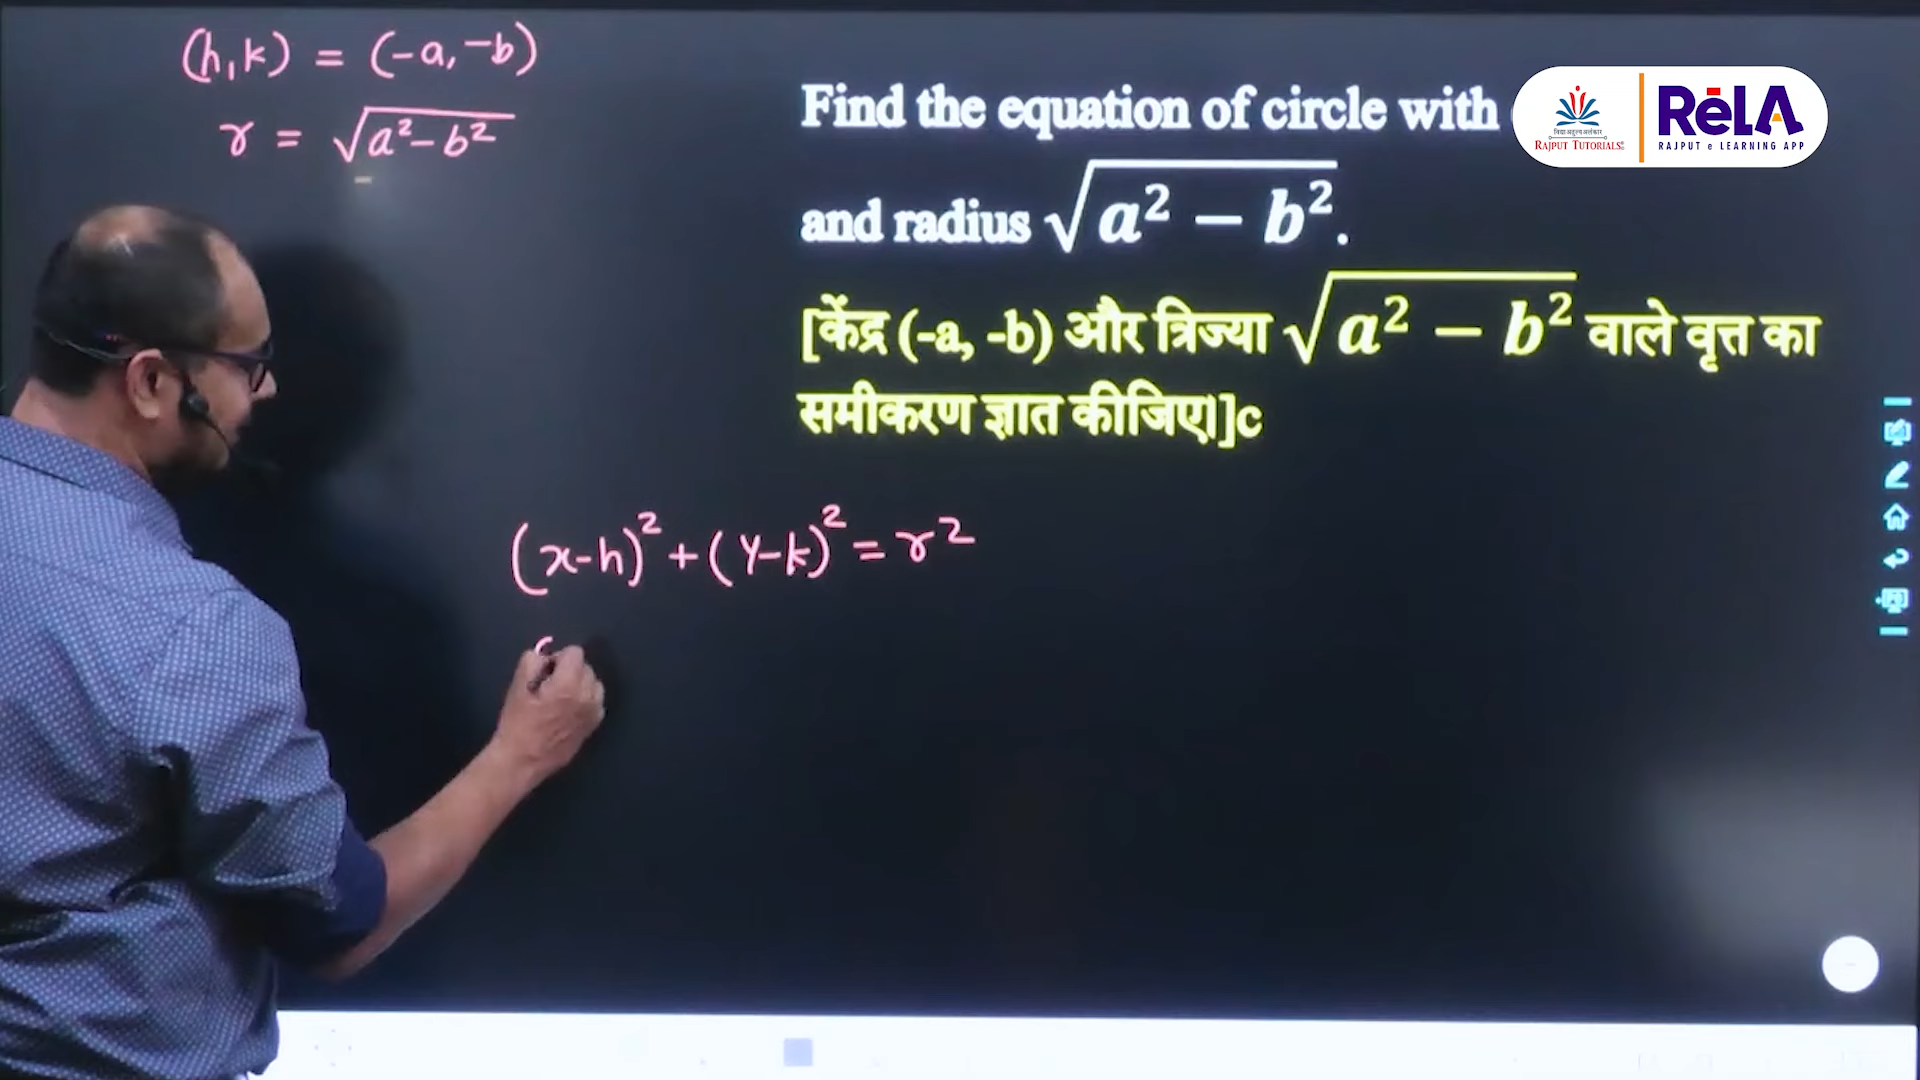 (h,k) = (-a,-b)
r = √a²-b²
Find the equation of circle with
and radius √a² − b².
[केंद्र (-a, -b) और त्रिज्या √a² − b² वाले वृत्त का
समीकरण ज्ञात कीजिए।]c
(x-h)²+(y-k)²=r²
RAJPUT TUTORIALS
RēLA
RAJPUT e LEARNING APP